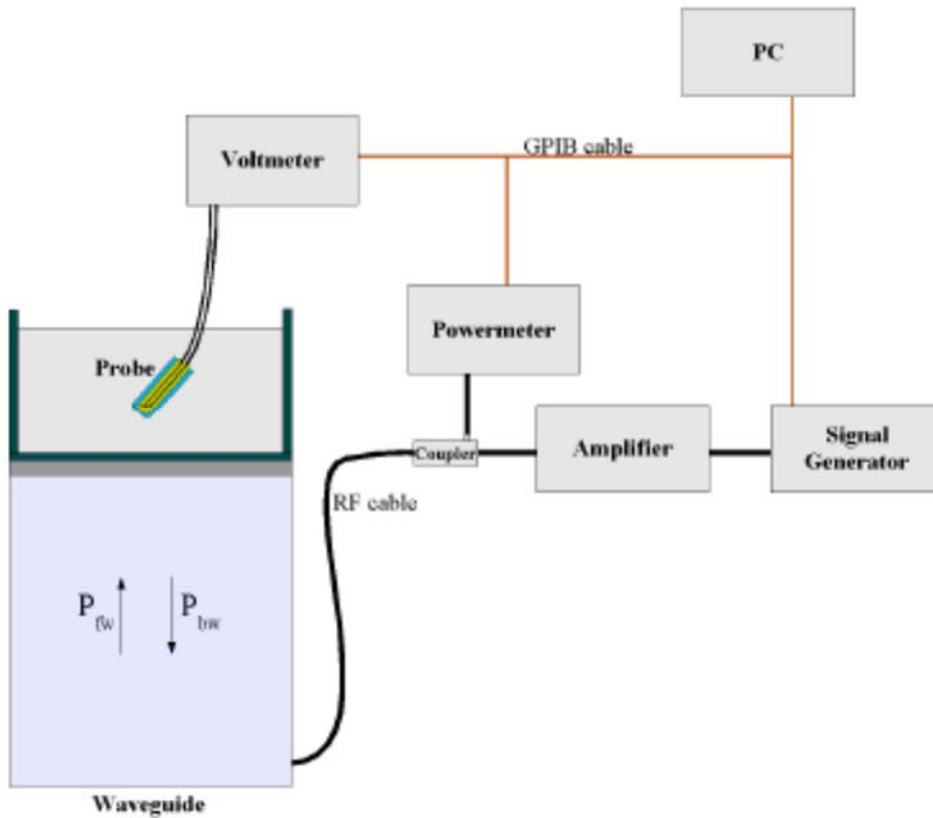 PC
Voltmeter
GPIB cable
Powermeter
Probe
Coupler
Amplifier
Signal
Generator
RF cable
P fw
P bw
Waveguide